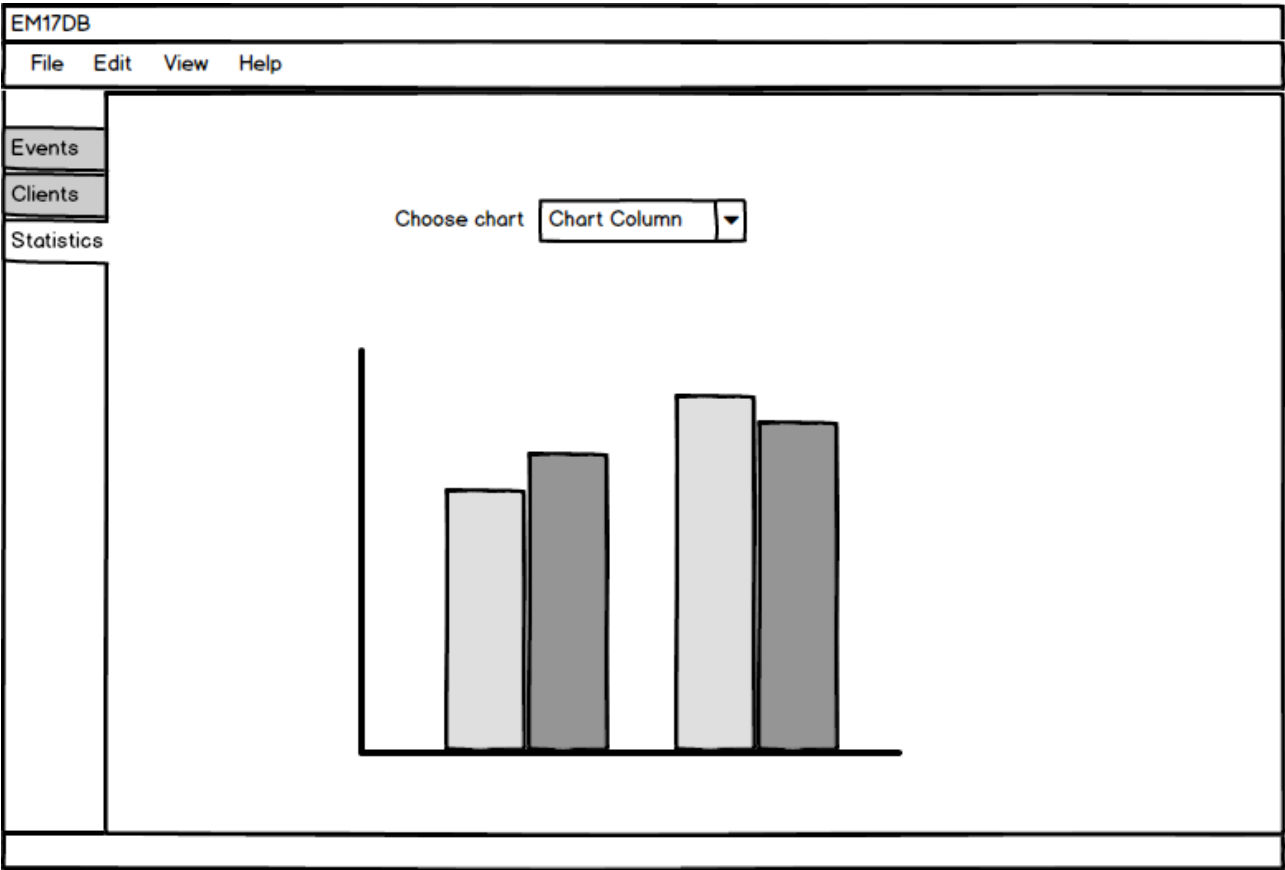 EM17DB
File Edit View Help
Events
Clients
Statistics
Choose chart Chart Column